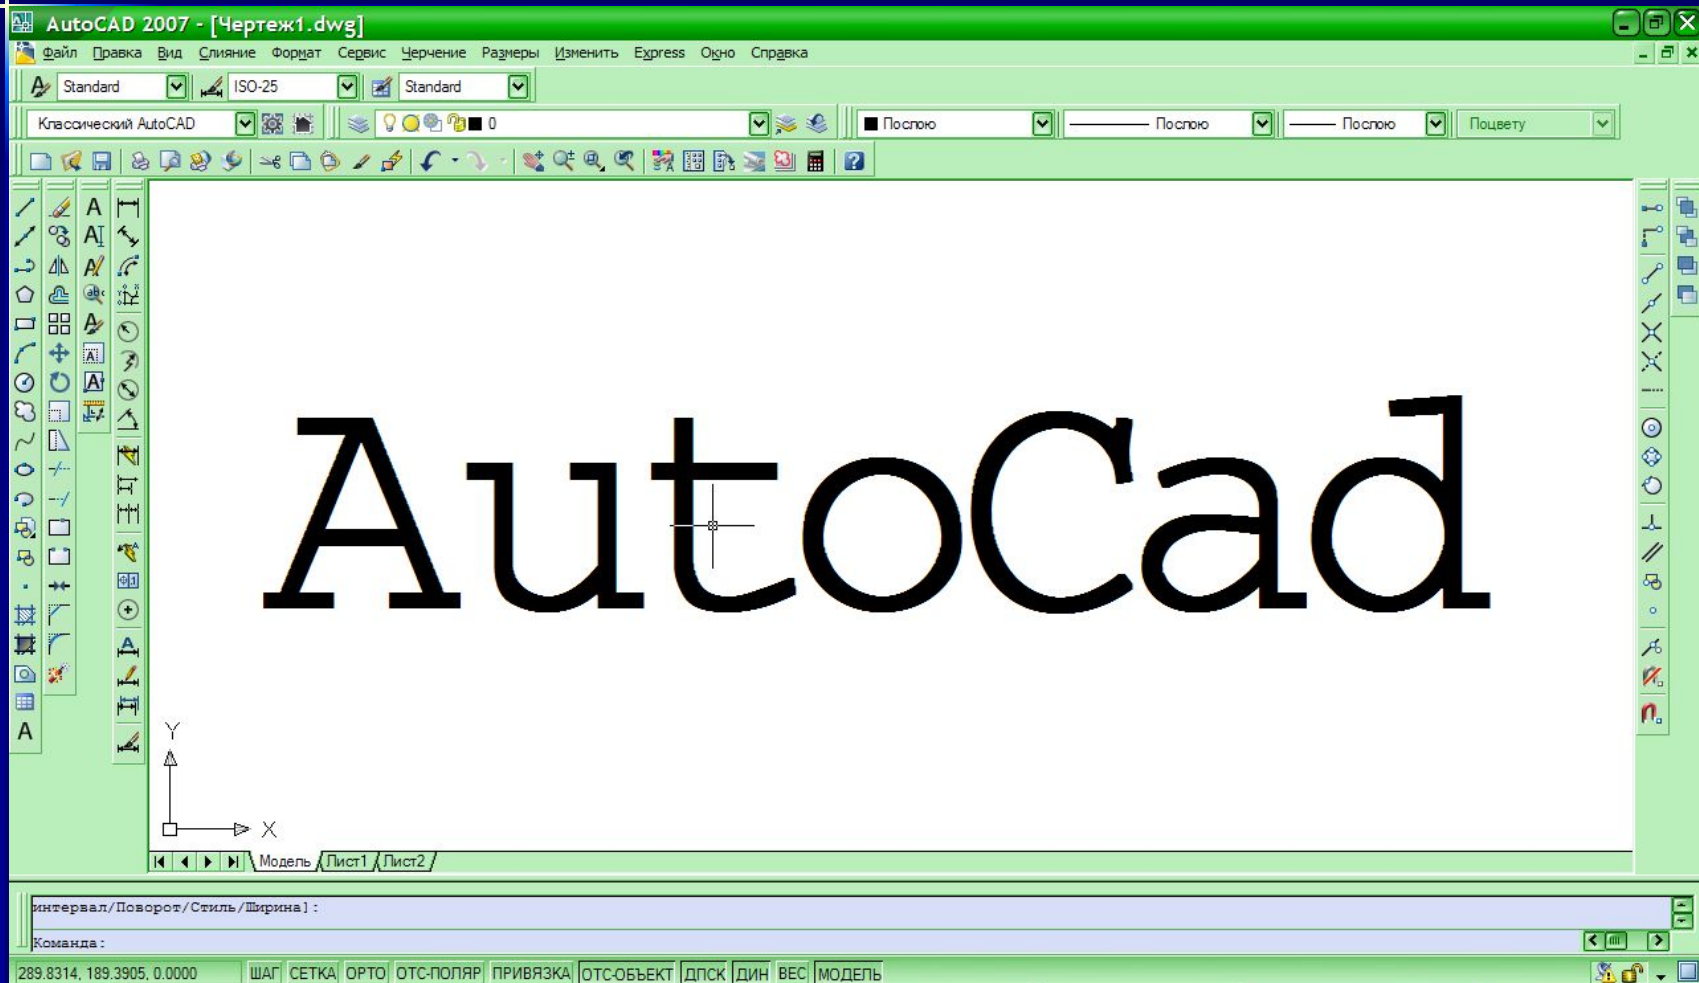 AutoCAD 2007 - [Чертеж1.dwg]
Файл Правка Вид Слияние Формат Сервис Черчение Размеры Изменить Express Окно Справка
Standard ISO-25 Standard
Классический AutoCAD 0 Послою Послою Послою Поцвету
AutoCad
Y
X
Модель Лист1 Лист2
интервал/Поворот/Стиль/Ширина]:
Команда:
289.8314, 189.3905, 0.0000 ШАГ СЕТКА ОРТО ОТС-ПОЛЯР ПРИВЯЗКА ОТС-ОБЪЕКТ ДПСК ДИН ВЕС МОДЕЛЬ